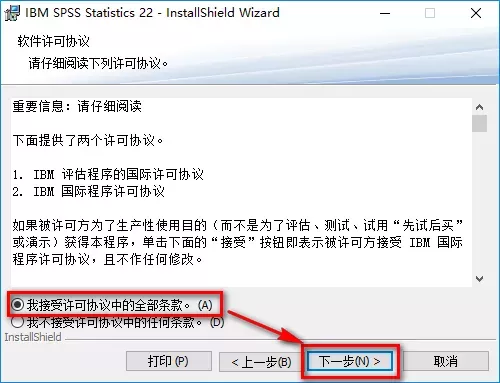 IBM SPSS Statistics 22 - InstallShield Wizard
软件许可协议
请仔细阅读下列许可协议。
重要信息：请仔细阅读
下面提供了两个许可协议。
1. IBM 评估程序的国际许可协议
2. IBM 国际程序许可协议
如果被许可方为了生产性使用目的(而不是为了评估、测试、试用“先试后买”
或演示)获得本程序，单击下面的“接受”按钮即表示被许可方接受 IBM 国际
程序许可协议，且不作任何修改。
我接受许可协议中的全部条款。(A)
我不接受许可协议中的任何条款。(D)
InstallShield
打印(P)
< 上一步(B)
下一步(N) >
取消